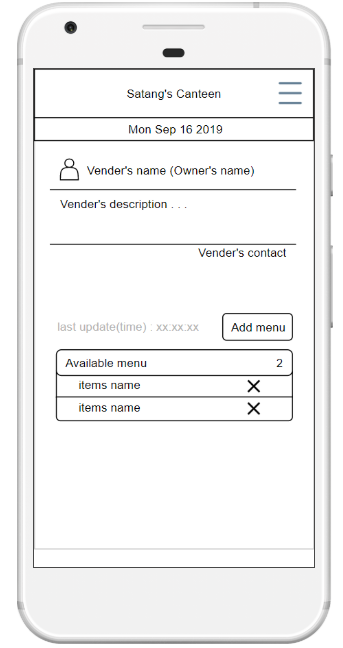 Satang's Canteen
Mon Sep 16 2019
Vender's name (Owner's name)
Vender's description . . .
Vender's contact
last update(time) : xx:xx:xx
Add menu
Available menu 2
items name
items name